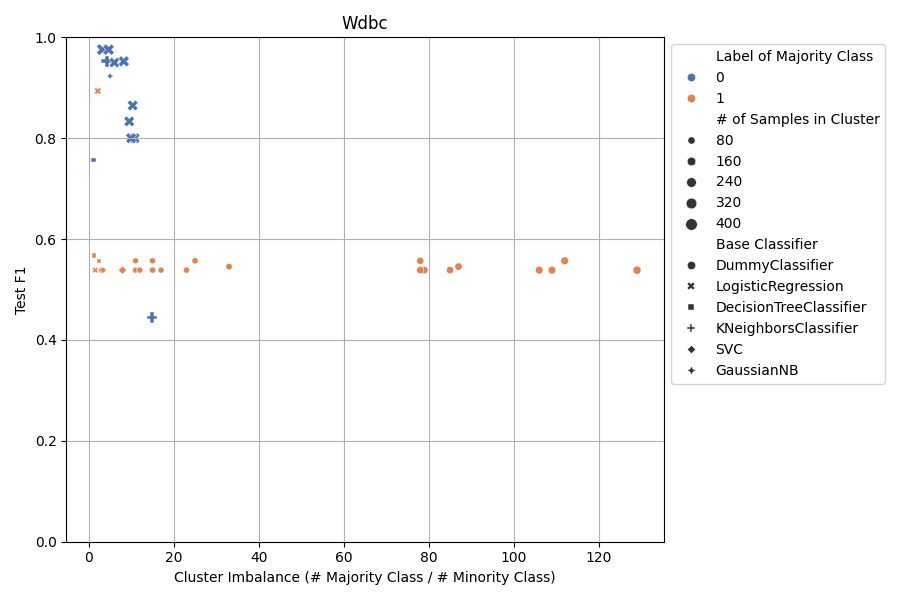 Wdbc
Test F1
1.0
0.8
0.6
0.4
0.2
0.0
0
20
40
60
80
100
120
Cluster Imbalance (# Majority Class / # Minority Class)
Label of Majority Class
0
1
# of Samples in Cluster
80
160
240
320
400
Base Classifier
DummyClassifier
LogisticRegression
DecisionTreeClassifier
KNeighborsClassifier
SVC
GaussianNB